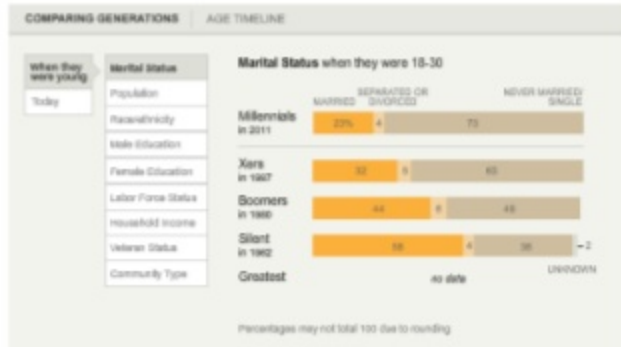 COMPARING GENERATIONS
AGE TIMELINE
When they
were young
Today
Marital Status
Population
Race/ethnicity
Male Education
Female Education
Labor Force Status
Household Income
Veteran Status
Community Type
Marital Status when they were 18-30
MARRIED
SEPARATED OR
DIVORCED
NEVER MARRIED/
SINGLE
Millennials
in 2011
23% 4 73
Xers
in 1997
32 5 63
Boomers
in 1980
44 8 48
Silent
in 1962
58 4 36 2
UNKNOWN
Greatest
no data
Percentages may not total 100 due to rounding